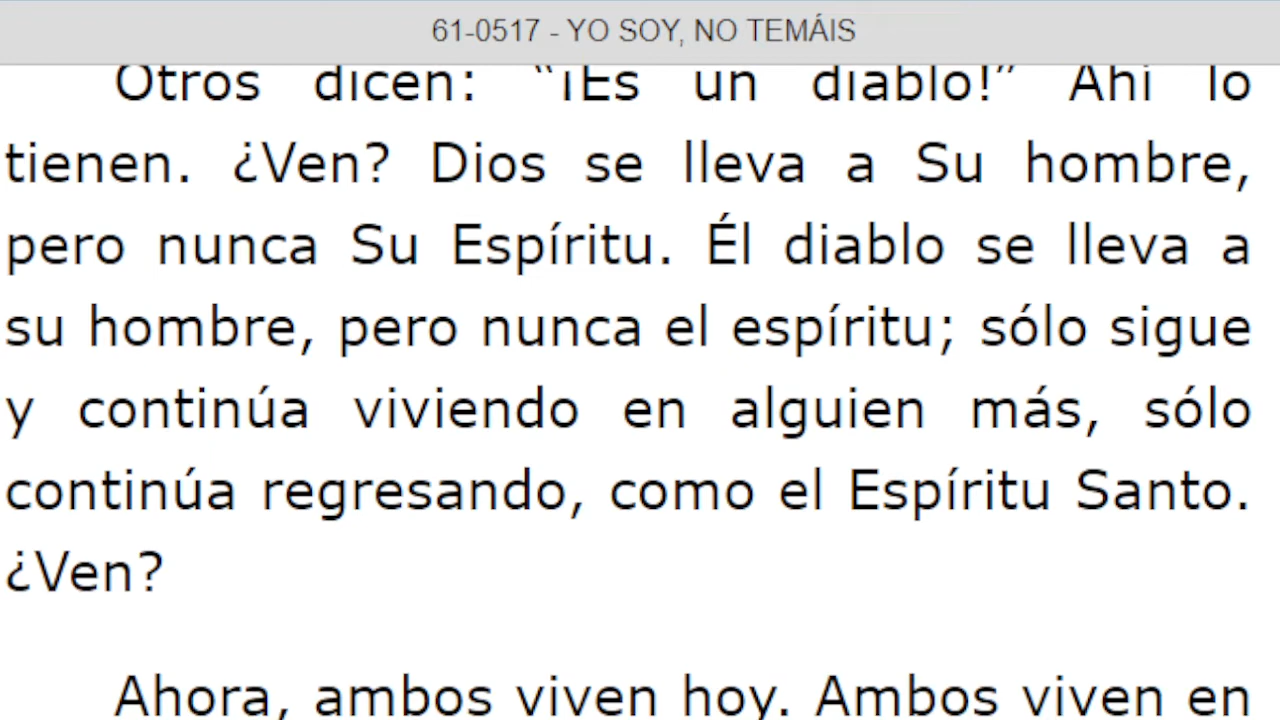 61-0517 - YO SOY, NO TEMÁIS
Otros dicen: “¡Es un diablo!” Ahí lo
tienen. ¿Ven? Dios se lleva a Su hombre,
pero nunca Su Espíritu. Él diablo se lleva a
su hombre, pero nunca el espíritu; sólo sigue
y continúa viviendo en alguien más, sólo
continúa regresando, como el Espíritu Santo.
¿Ven?
Ahora, ambos viven hoy. Ambos viven en